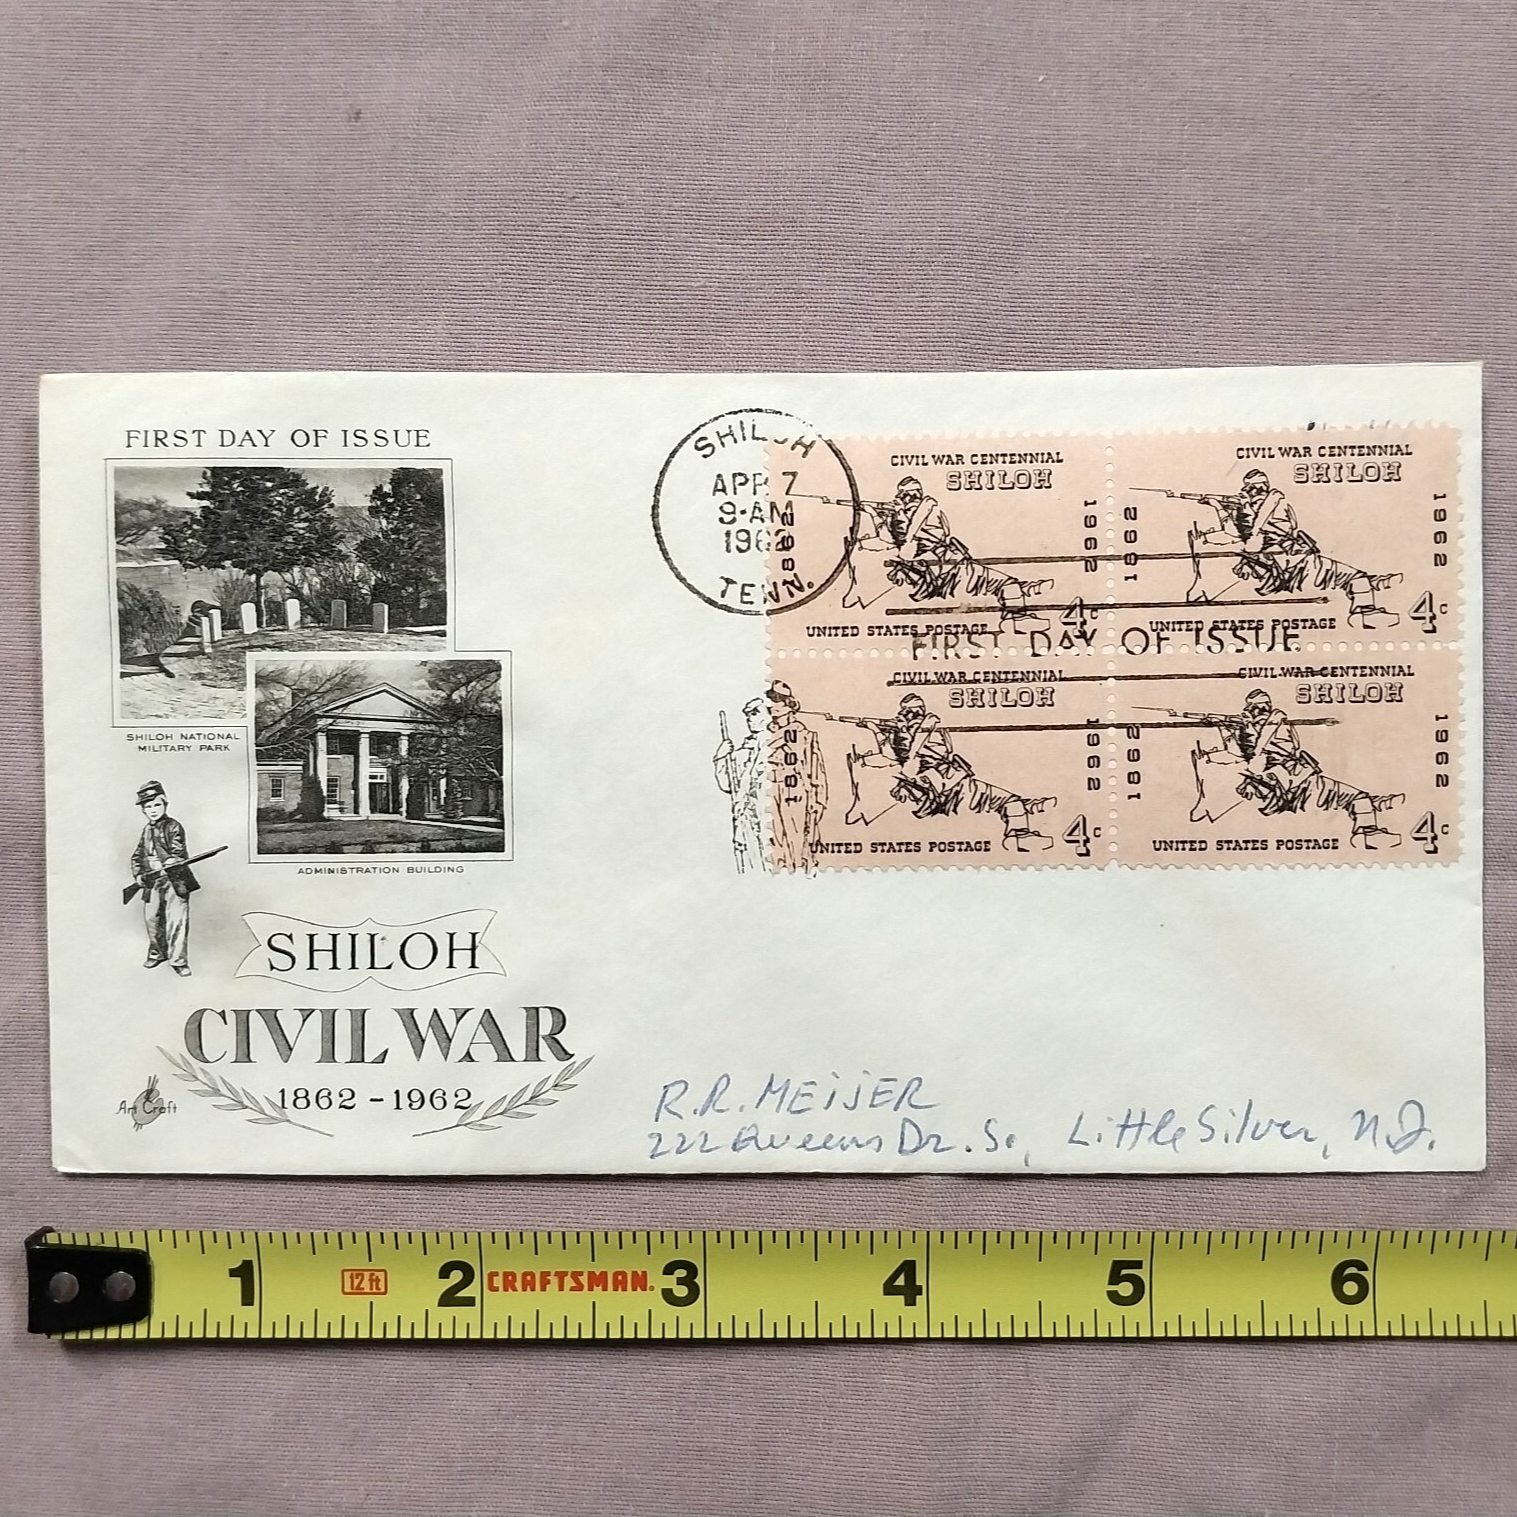 FIRST DAY OF ISSUE
SHILOH NATIONAL
MILITARY PARK
ADMINISTRATION BUILDING
SHILOH
CIVIL WAR
1862 - 1962
Art Craft
SHILOH
APR 7
9-AM
1962
TENN.
CIVIL WAR CENTENNIAL
SHILOH
1862
1962
UNITED STATES POSTAGE
4c
CIVIL WAR CENTENNIAL
SHILOH
1862
1962
UNITED STATES POSTAGE
4c
FIRST DAY OF ISSUE
CIVIL WAR CENTENNIAL
SHILOH
1862
1962
UNITED STATES POSTAGE
4c
CIVIL WAR CENTENNIAL
SHILOH
1862
1962
UNITED STATES POSTAGE
4c
R.R. MEIJER
222 Queens Dr. So, Little Silver, N.J.
1 12 ft 2 CRAFTSMAN. 3 4 5 6